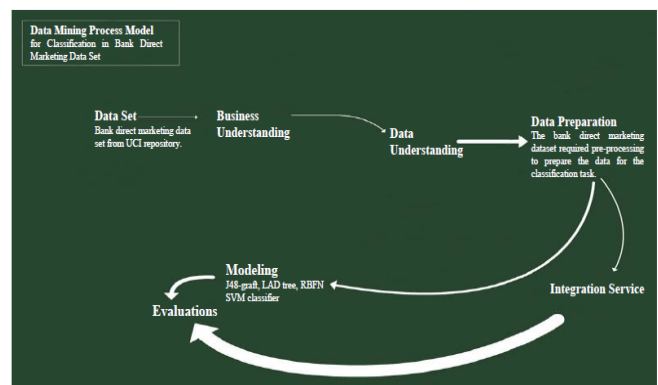 Data Mining Process Model
for Classification in Bank Direct
Marketing Data Set
Data Set
Bank direct marketing data
set from UCI repository.
Business
Understanding
Data
Understanding
Data Preparation
The bank direct marketing
dataset required pre-processing
to prepare the data for the
classification task.
Integration Service
Modeling
J48-graft, LAD tree, RBFN
SVM classifier
Evaluations